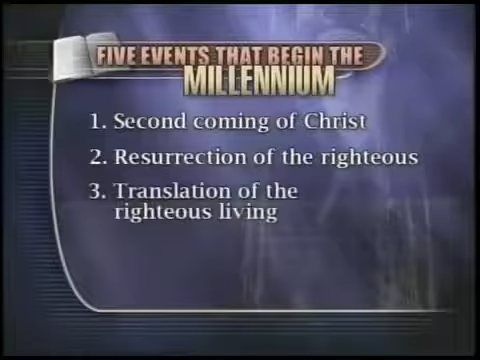 FIVE EVENTS THAT BEGIN THE
MILLENNIUM
1. Second coming of Christ
2. Resurrection of the righteous
3. Translation of the
righteous living